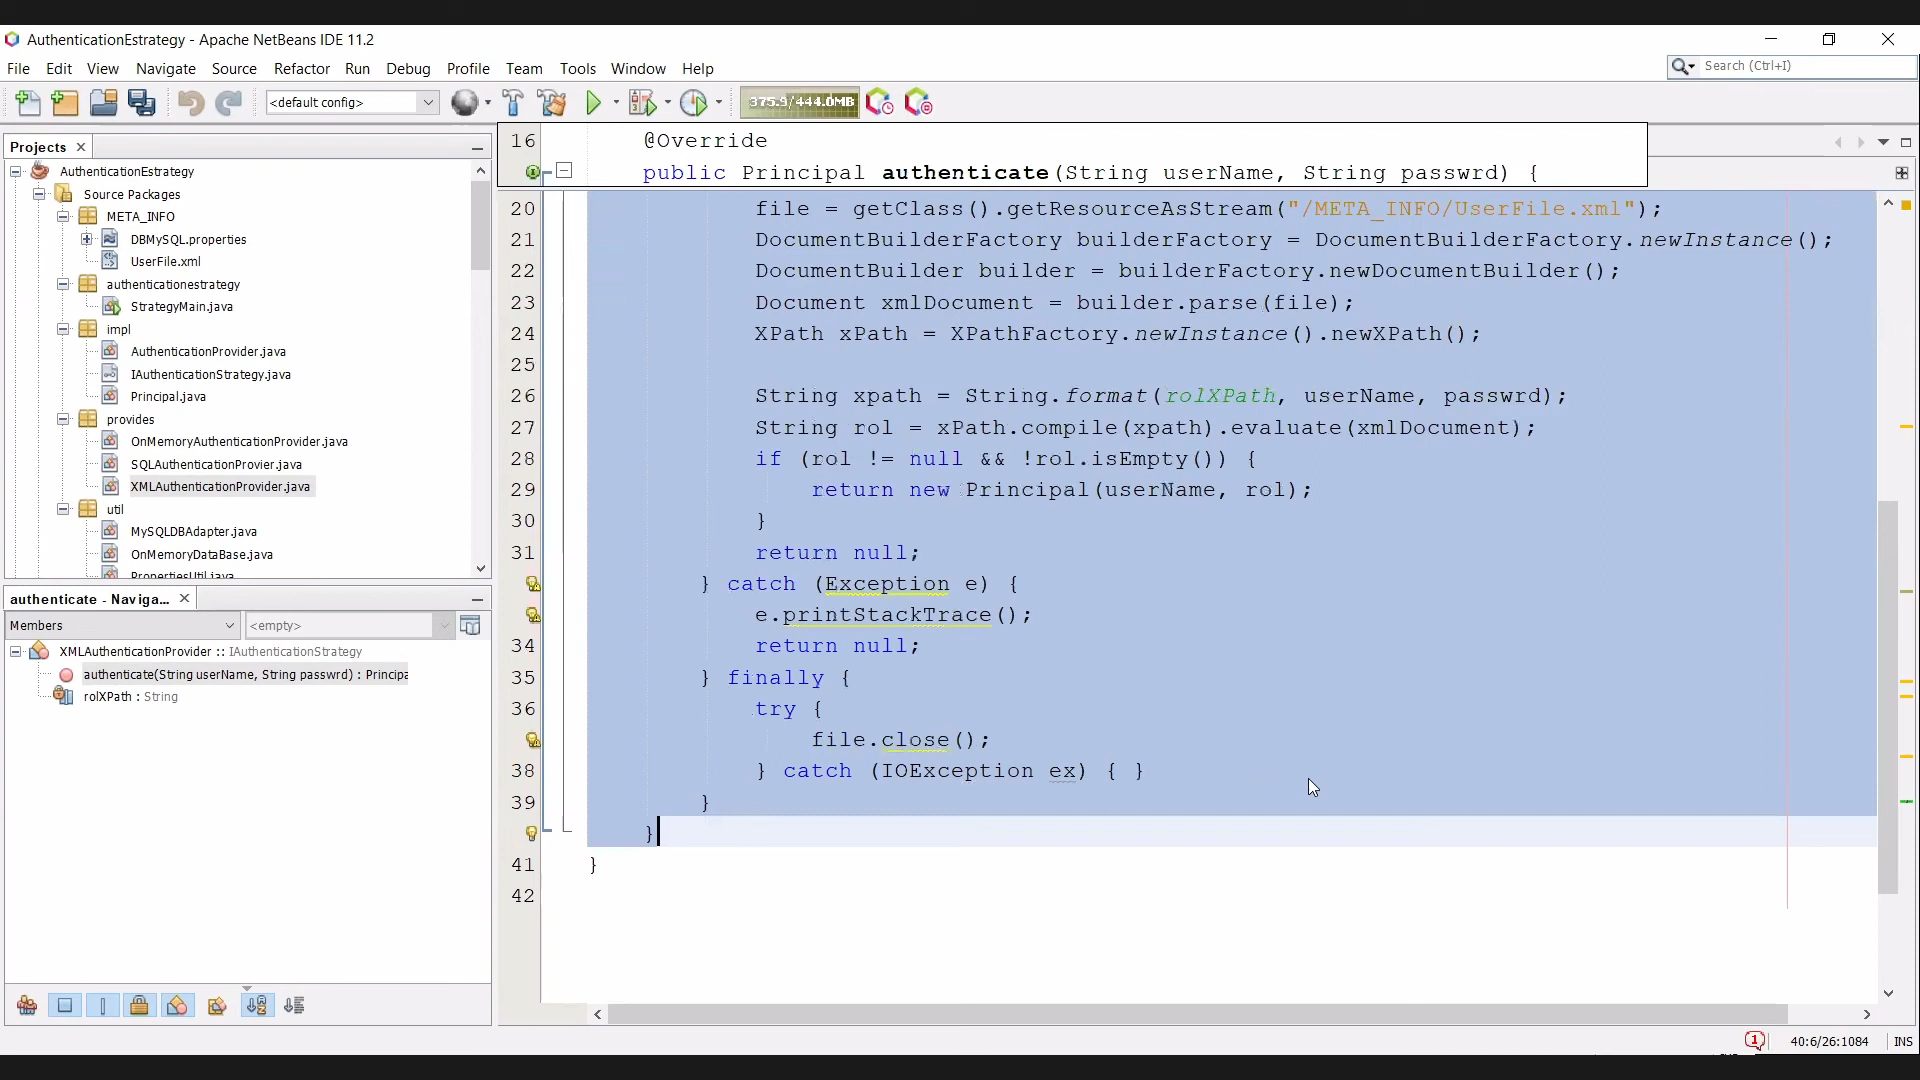 AuthenticationEstrategy - Apache NetBeans IDE 11.2
File Edit View Navigate Source Refactor Run Debug Profile Team Tools Window Help
Search (Ctrl+I)
<default config>
375.9/444.0MB
Projects
AuthenticationEstrategy
Source Packages
META_INFO
DBMySQL.properties
UserFile.xml
authenticationestrategy
StrategyMain.java
impl
AuthenticationProvider.java
IAuthenticationStrategy.java
Principal.java
provides
OnMemoryAuthenticationProvider.java
SQLAuthenticationProvier.java
XMLAuthenticationProvider.java
util
MySQLDBAdapter.java
OnMemoryDataBase.java
PropertiesUtil.java
authenticate - Naviga...
Members
<empty>
XMLAuthenticationProvider :: IAuthenticationStrategy
authenticate(String userName, String passwrd) : Principa
rolXPath : String
16 @Override
public Principal authenticate(String userName, String passwrd) {
20 file = getClass().getResourceAsStream("/META_INFO/UserFile.xml");
21 DocumentBuilderFactory builderFactory = DocumentBuilderFactory.newInstance();
22 DocumentBuilder builder = builderFactory.newDocumentBuilder();
23 Document xmlDocument = builder.parse(file);
24 XPath xPath = XPathFactory.newInstance().newXPath();
25
26 String xpath = String.format(rolXPath, userName, passwrd);
27 String rol = xPath.compile(xpath).evaluate(xmlDocument);
28 if (rol != null && !rol.isEmpty()) {
29 return new Principal(userName, rol);
30 }
31 return null;
} catch (Exception e) {
e.printStackTrace();
34 return null;
35 } finally {
36 try {
file.close();
38 } catch (IOException ex) { }
39 }
}
41 }
42
1
40:6/26:1084
INS